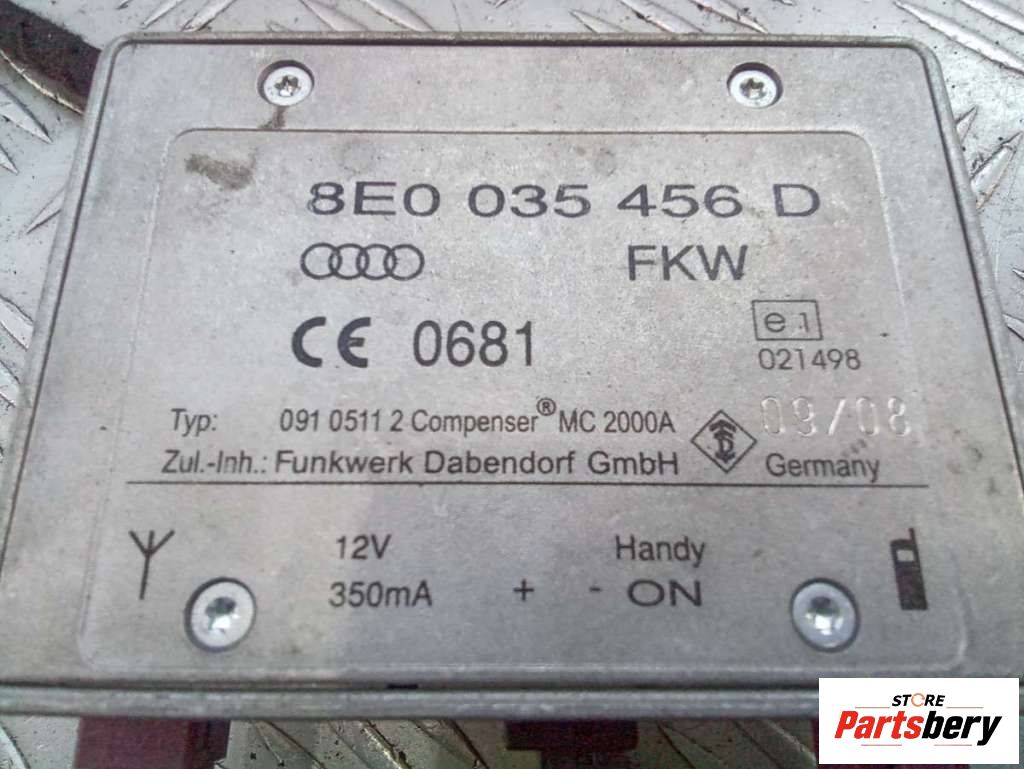 8E0 035 456 D
FKW
CE 0681
e 1
021498
Typ: 091 0511 2 Compenser® MC 2000A
09/08
Zul.-Inh.: Funkwerk Dabendorf GmbH
Germany
12V
Handy
350mA + - ON
STORE
Partsbery